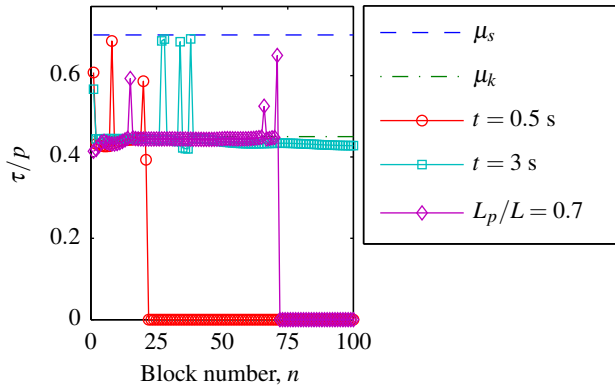 0.6
0.4
0.2
0
τ/p
0 25 50 75 100
Block number, n
μₛ
μₖ
t = 0.5 s
t = 3 s
Lₚ/L = 0.7